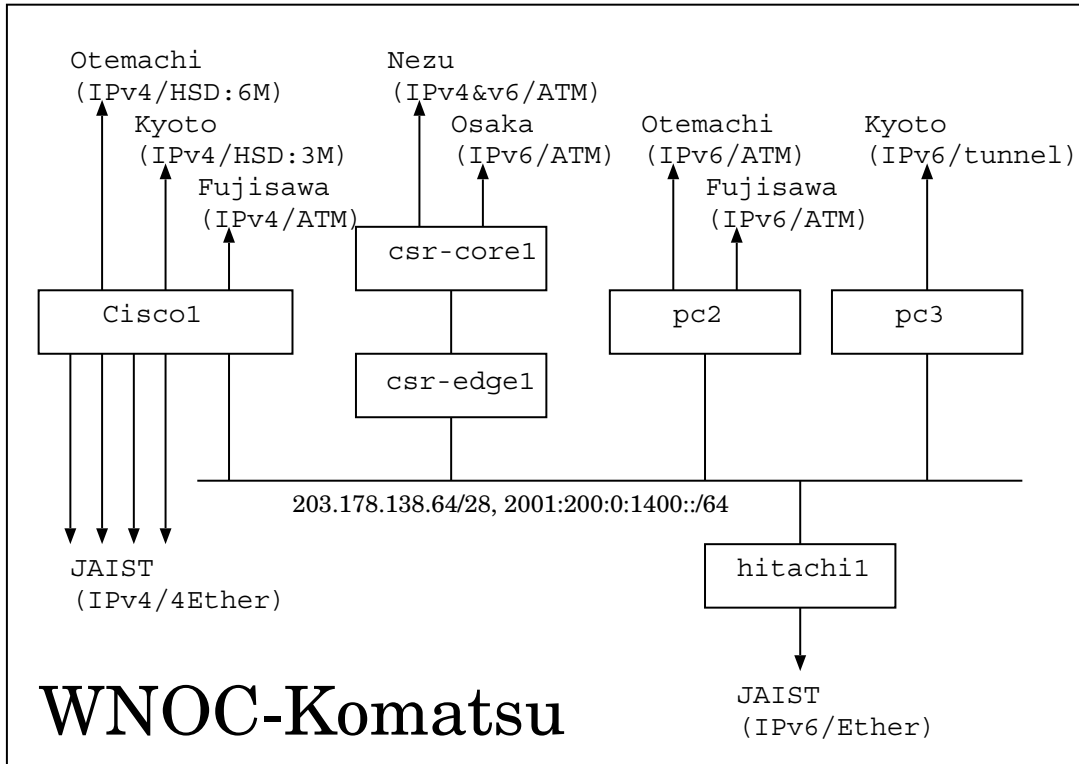 Otemachi
(IPv4/HSD:6M)
Kyoto
(IPv4/HSD:3M)
Fujisawa
(IPv4/ATM)
Nezu
(IPv4&v6/ATM)
Osaka
(IPv6/ATM)
Otemachi
(IPv6/ATM)
Fujisawa
(IPv6/ATM)
Kyoto
(IPv6/tunnel)
Cisco1
csr-core1
csr-edge1
pc2
pc3
203.178.138.64/28, 2001:200:0:1400::/64
JAIST
(IPv4/4Ether)
hitachi1
JAIST
(IPv6/Ether)
WNOC-Komatsu